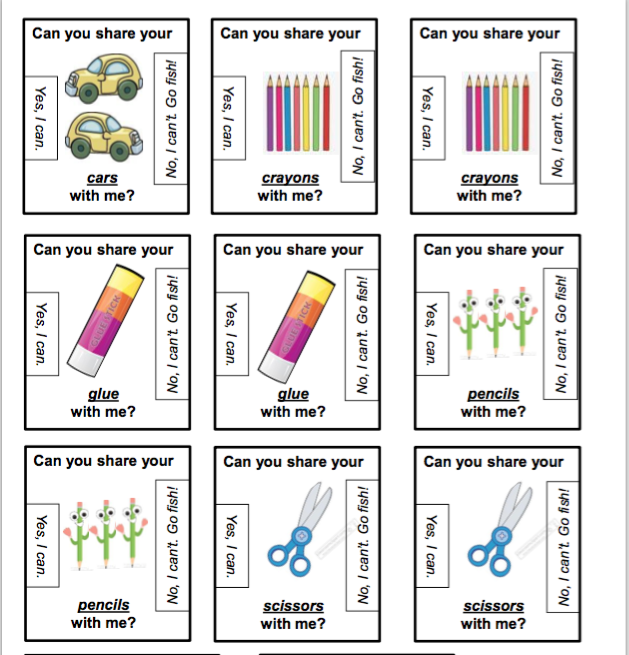 Can you share your
Yes, I can.
No, I can't. Go fish!
cars
with me?
Can you share your
Yes, I can.
No, I can't. Go fish!
crayons
with me?
Can you share your
Yes, I can.
No, I can't. Go fish!
crayons
with me?
Can you share your
Yes, I can.
GLUE STICK
No, I can't. Go fish!
glue
with me?
Can you share your
Yes, I can.
GLUE STICK
No, I can't. Go fish!
glue
with me?
Can you share your
Yes, I can.
No, I can't. Go fish!
pencils
with me?
Can you share your
Yes, I can.
No, I can't. Go fish!
pencils
with me?
Can you share your
Yes, I can.
No, I can't. Go fish!
scissors
with me?
Can you share your
Yes, I can.
No, I can't. Go fish!
scissors
with me?